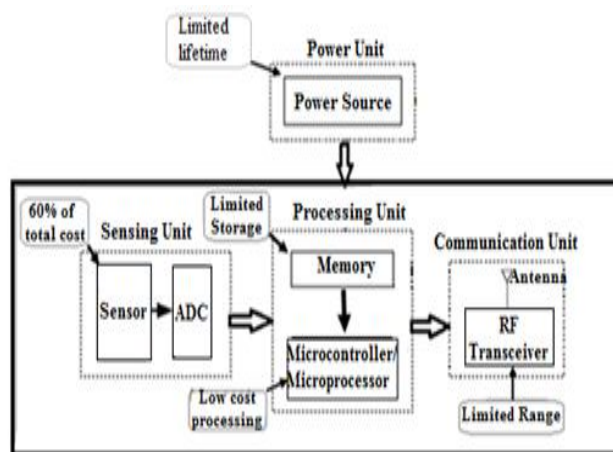 Limited
lifetime
Power Unit
Power Source
60% of
total cost
Sensing Unit
Sensor
ADC
Limited
Storage
Processing Unit
Memory
Microcontroller/
Microprocessor
Low cost
processing
Communication Unit
Antenna
RF
Transceiver
Limited Range